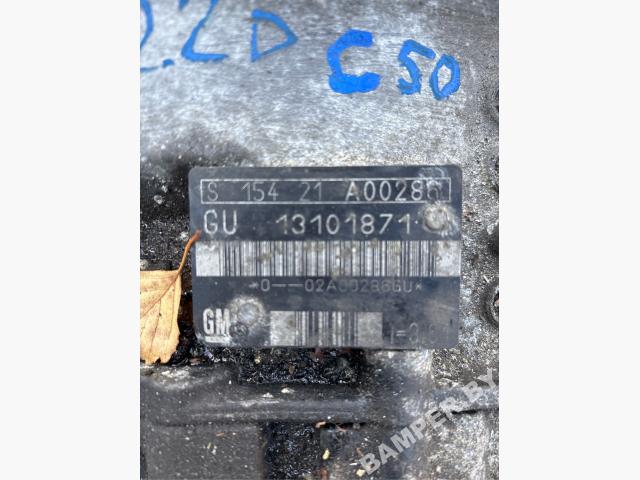 2.2D
C50
S 154 21 A00286
GU 13101871
*0--02A00286GU*
GM
BAMPER.BY